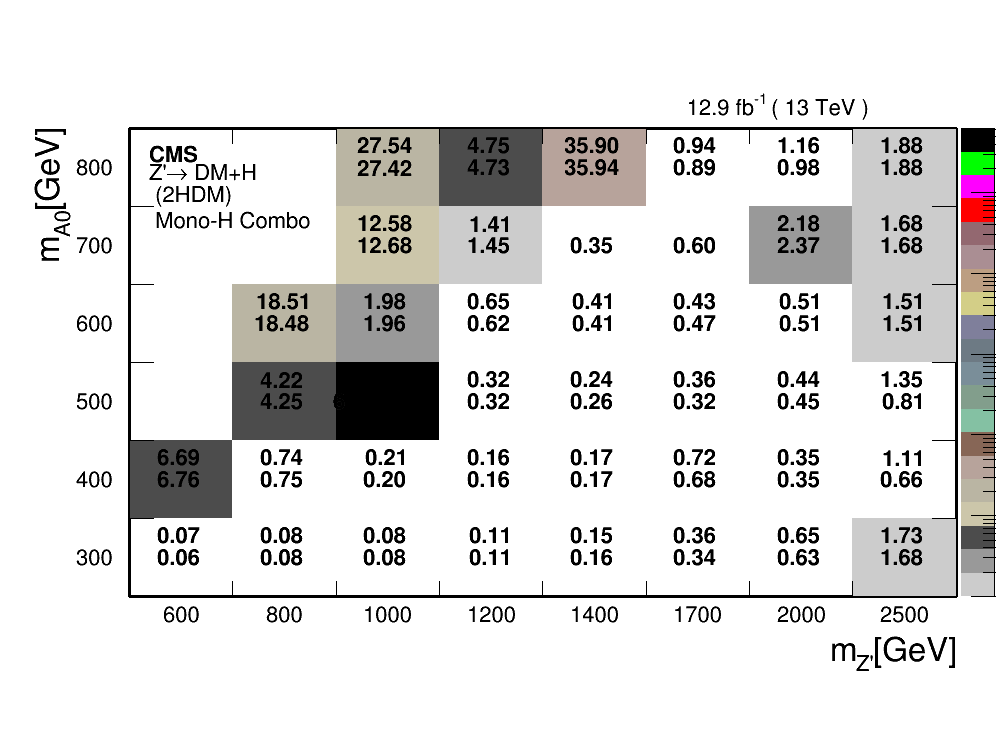 12.9 fb-1 ( 13 TeV )
mA0[GeV]
CMS
Z'→ DM+H
(2HDM)
Mono-H Combo
800
27.54 4.75 35.90 0.94 1.16 1.88
27.42 4.73 35.94 0.89 0.98 1.88
700
12.58 1.41 2.18 1.68
12.68 1.45 0.35 0.60 2.37 1.68
600
18.51 1.98 0.65 0.41 0.43 0.51 1.51
18.48 1.96 0.62 0.41 0.47 0.51 1.51
500
4.22 0.32 0.24 0.36 0.44 1.35
4.25 0.32 0.26 0.32 0.45 0.81
400
6.69 0.74 0.21 0.16 0.17 0.72 0.35 1.11
6.76 0.75 0.20 0.16 0.17 0.68 0.35 0.66
300
0.07 0.08 0.08 0.11 0.15 0.36 0.65 1.73
0.06 0.08 0.08 0.11 0.16 0.34 0.63 1.68
600 800 1000 1200 1400 1700 2000 2500
mZ'[GeV]